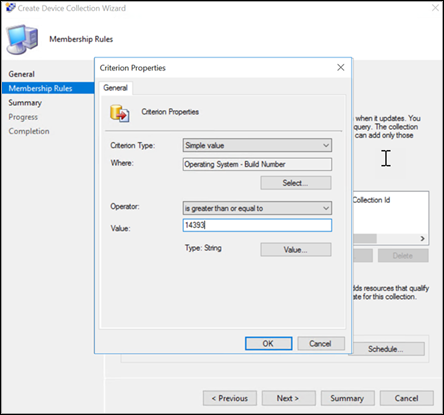 Create Device Collection Wizard
Membership Rules
General
Membership Rules
Summary
Progress
Completion
Criterion Properties
General
Criterion Properties
Criterion Type:
Simple value
Where:
Operating System - Build Number
Select...
Operator:
is greater than or equal to
Value:
14393
Type: String
Value...
OK
Cancel
when it updates. You
query. The collection
can add only those
Collection Id
Delete
dds resources that qualify
ate for this collection.
Schedule...
< Previous
Next >
Summary
Cancel